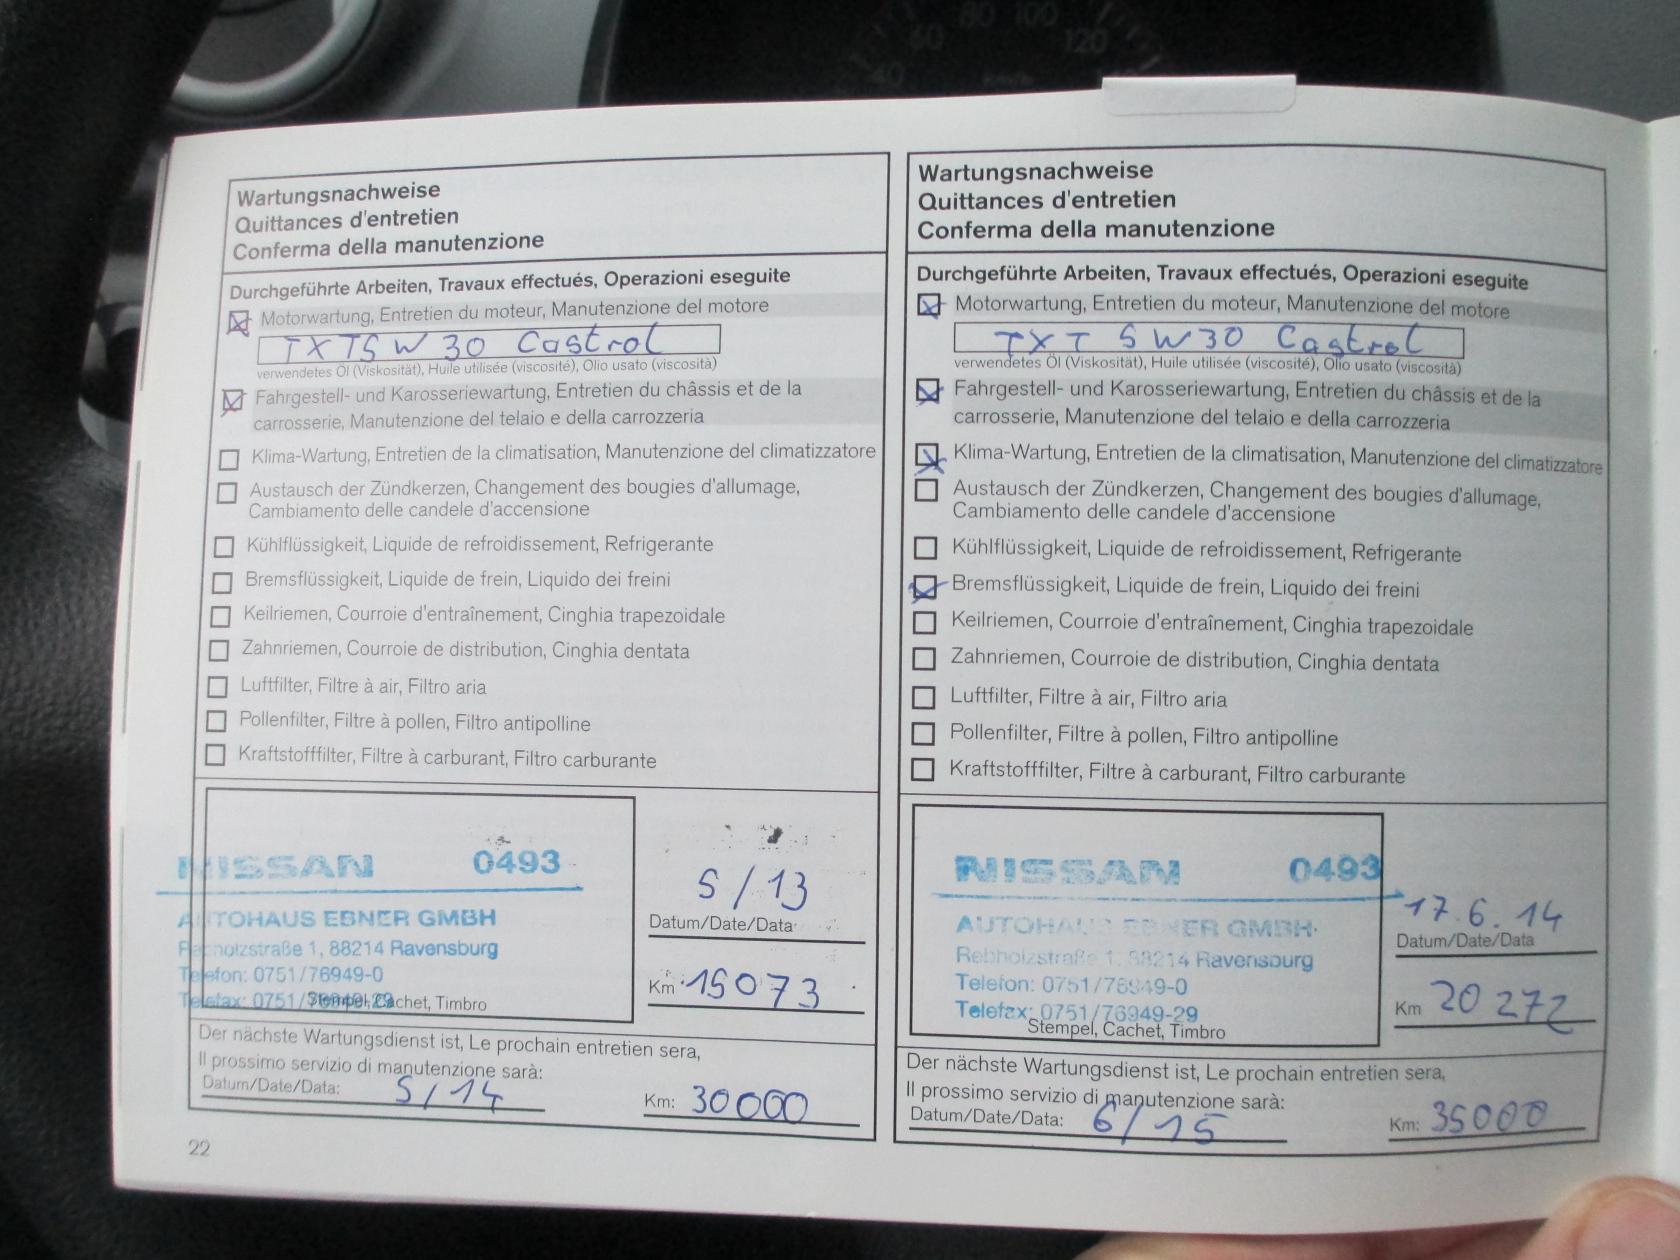 80 100
60
120
40
Wartungsnachweise
Quittances d'entretien
Conferma della manutenzione
Durchgeführte Arbeiten, Travaux effectués, Operazioni eseguite
Motorwartung, Entretien du moteur, Manutenzione del motore
TXT 5 W 30 Castrol
verwendetes Öl (Viskosität), Huile utilisée (viscosité), Olio usato (viscosità)
Fahrgestell- und Karosseriewartung, Entretien du châssis et de la
carrosserie, Manutenzione del telaio e della carrozzeria
Klima-Wartung, Entretien de la climatisation, Manutenzione del climatizzatore
Austausch der Zündkerzen, Changement des bougies d'allumage,
Cambiamento delle candele d'accensione
Kühlflüssigkeit, Liquide de refroidissement, Refrigerante
Bremsflüssigkeit, Liquide de frein, Liquido dei freini
Keilriemen, Courroie d'entraînement, Cinghia trapezoidale
Zahnriemen, Courroie de distribution, Cinghia dentata
Luftfilter, Filtre à air, Filtro aria
Pollenfilter, Filtre à pollen, Filtro antipolline
Kraftstofffilter, Filtre à carburant, Filtro carburante
NISSAN 0493
AUTOHAUS EBNER GMBH
Rebholzstraße 1, 88214 Ravensburg
Telefon: 0751/76949-0
Telefax: 0751/76949-29
Stempel, Cachet, Timbro
5/13
Datum/Date/Data
Km 15073
Der nächste Wartungsdienst ist, Le prochain entretien sera,
Il prossimo servizio di manutenzione sarà:
Datum/Date/Data: 5/14 Km: 30000
22
Wartungsnachweise
Quittances d'entretien
Conferma della manutenzione
Durchgeführte Arbeiten, Travaux effectués, Operazioni eseguite
Motorwartung, Entretien du moteur, Manutenzione del motore
TXT 5 W 30 Castrol
verwendetes Öl (Viskosität), Huile utilisée (viscosité), Olio usato (viscosità)
Fahrgestell- und Karosseriewartung, Entretien du châssis et de la
carrosserie, Manutenzione del telaio e della carrozzeria
Klima-Wartung, Entretien de la climatisation, Manutenzione del climatizzatore
Austausch der Zündkerzen, Changement des bougies d'allumage,
Cambiamento delle candele d'accensione
Kühlflüssigkeit, Liquide de refroidissement, Refrigerante
Bremsflüssigkeit, Liquide de frein, Liquido dei freini
Keilriemen, Courroie d'entraînement, Cinghia trapezoidale
Zahnriemen, Courroie de distribution, Cinghia dentata
Luftfilter, Filtre à air, Filtro aria
Pollenfilter, Filtre à pollen, Filtro antipolline
Kraftstofffilter, Filtre à carburant, Filtro carburante
NISSAN 0493
AUTOHAUS EBNER GMBH
Rebholzstraße 1, 88214 Ravensburg
Telefon: 0751/76949-0
Telefax: 0751/76949-29
Stempel, Cachet, Timbro
17.6.14
Datum/Date/Data
Km 20 272
Der nächste Wartungsdienst ist, Le prochain entretien sera,
Il prossimo servizio di manutenzione sarà:
Datum/Date/Data: 6/15 Km: 35000